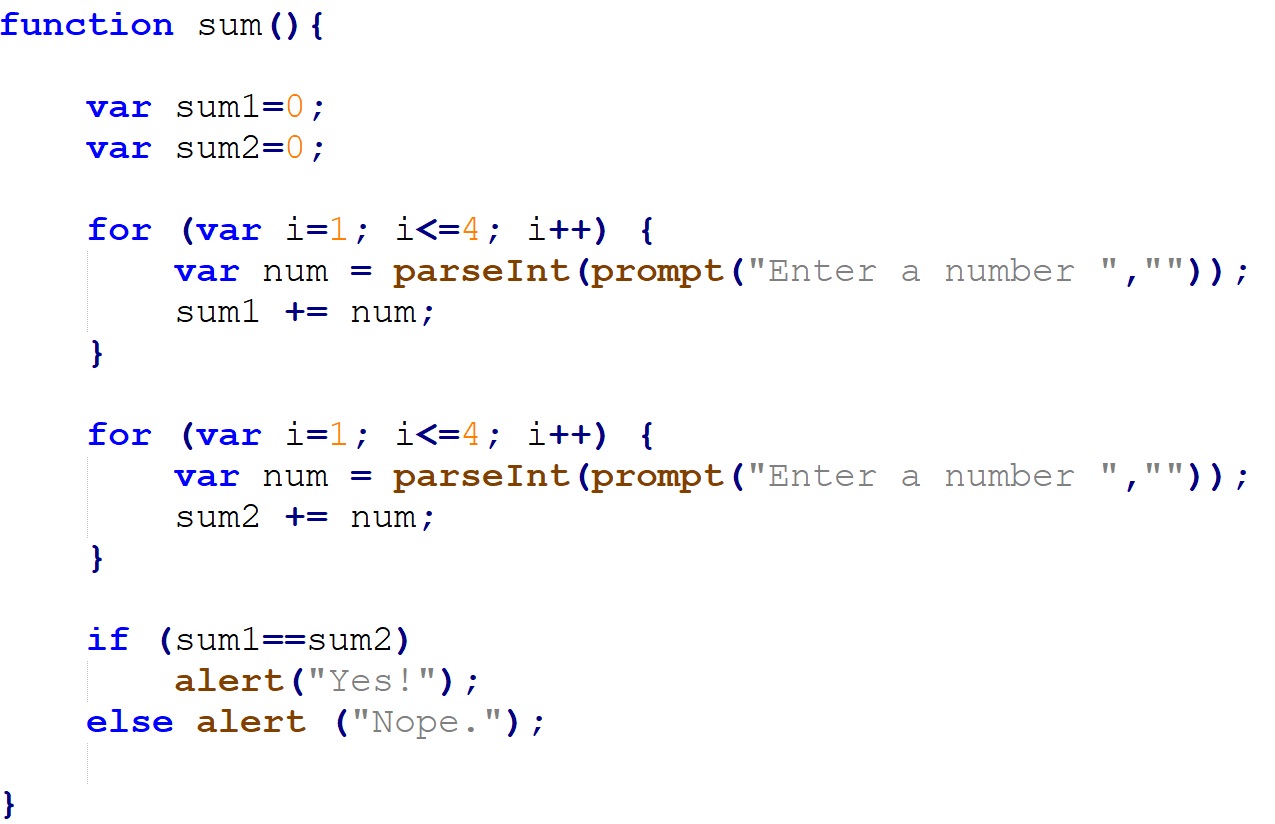 function sum(){
var sum1=0;
var sum2=0;
for (var i=1; i<=4; i++) {
var num = parseInt(prompt("Enter a number ",""));
sum1 += num;
}
for (var i=1; i<=4; i++) {
var num = parseInt(prompt("Enter a number ",""));
sum2 += num;
}
if (sum1==sum2)
alert("Yes!");
else alert ("Nope.");
}